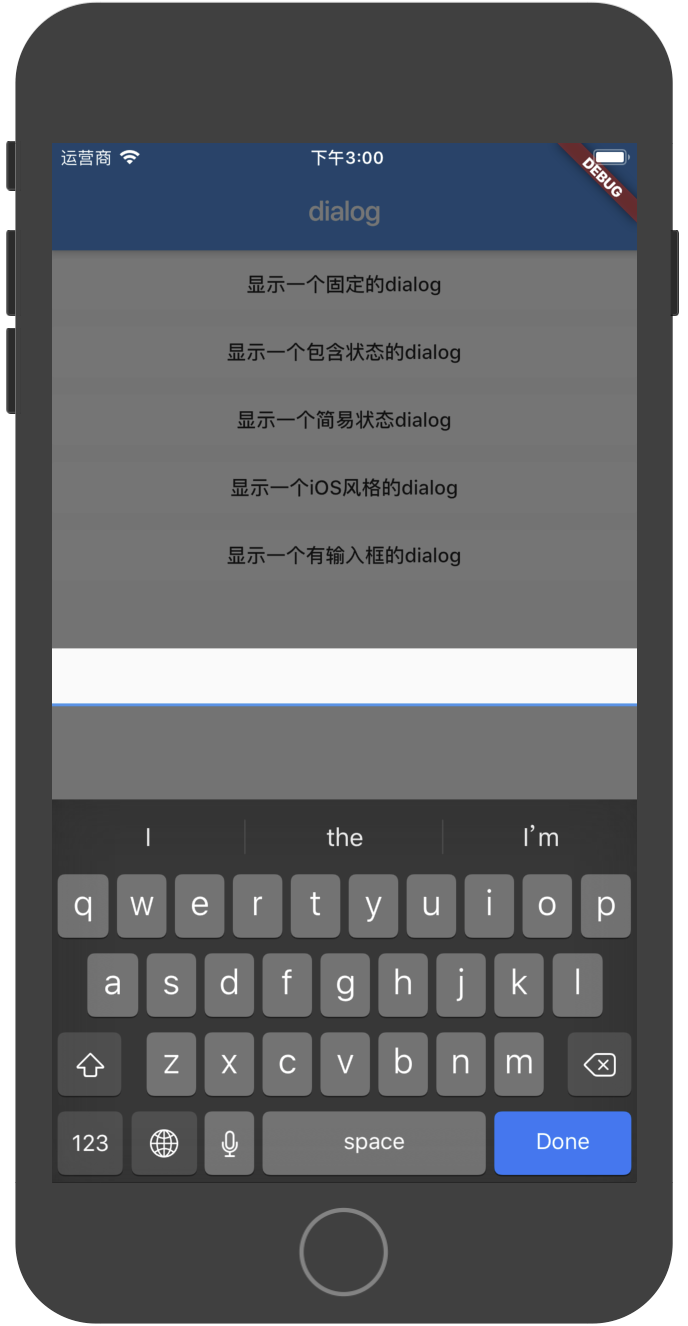 运营商 下午3:00
DEBUG
dialog
显示一个固定的dialog
显示一个包含状态的dialog
显示一个简易状态dialog
显示一个iOS风格的dialog
显示一个有输入框的dialog
I the I’m
q w e r t y u i o p
a s d f g h j k l
z x c v b n m
123 space Done